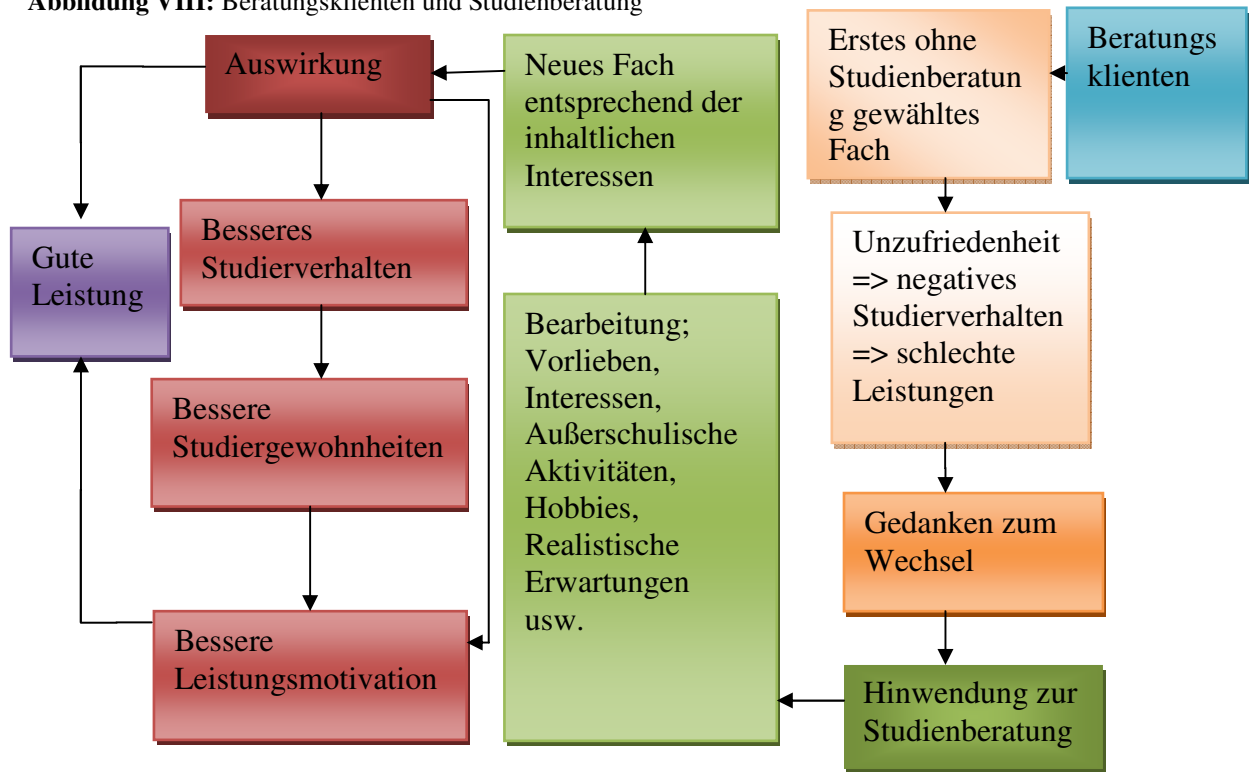 Abbildung VIII: Beratungsklienten und Studienberatung
Beratungs
klienten
Erstes ohne
Studienberatun
g gewähltes
Fach
Unzufriedenheit
=> negatives
Studierverhalten
=> schlechte
Leistungen
Gedanken zum
Wechsel
Hinwendung zur
Studienberatung
Bearbeitung;
Vorlieben,
Interessen,
Außerschulische
Aktivitäten,
Hobbies,
Realistische
Erwartungen
usw.
Neues Fach
entsprechend der
inhaltlichen
Interessen
Auswirkung
Besseres
Studierverhalten
Bessere
Studiergewohnheiten
Bessere
Leistungsmotivation
Gute
Leistung